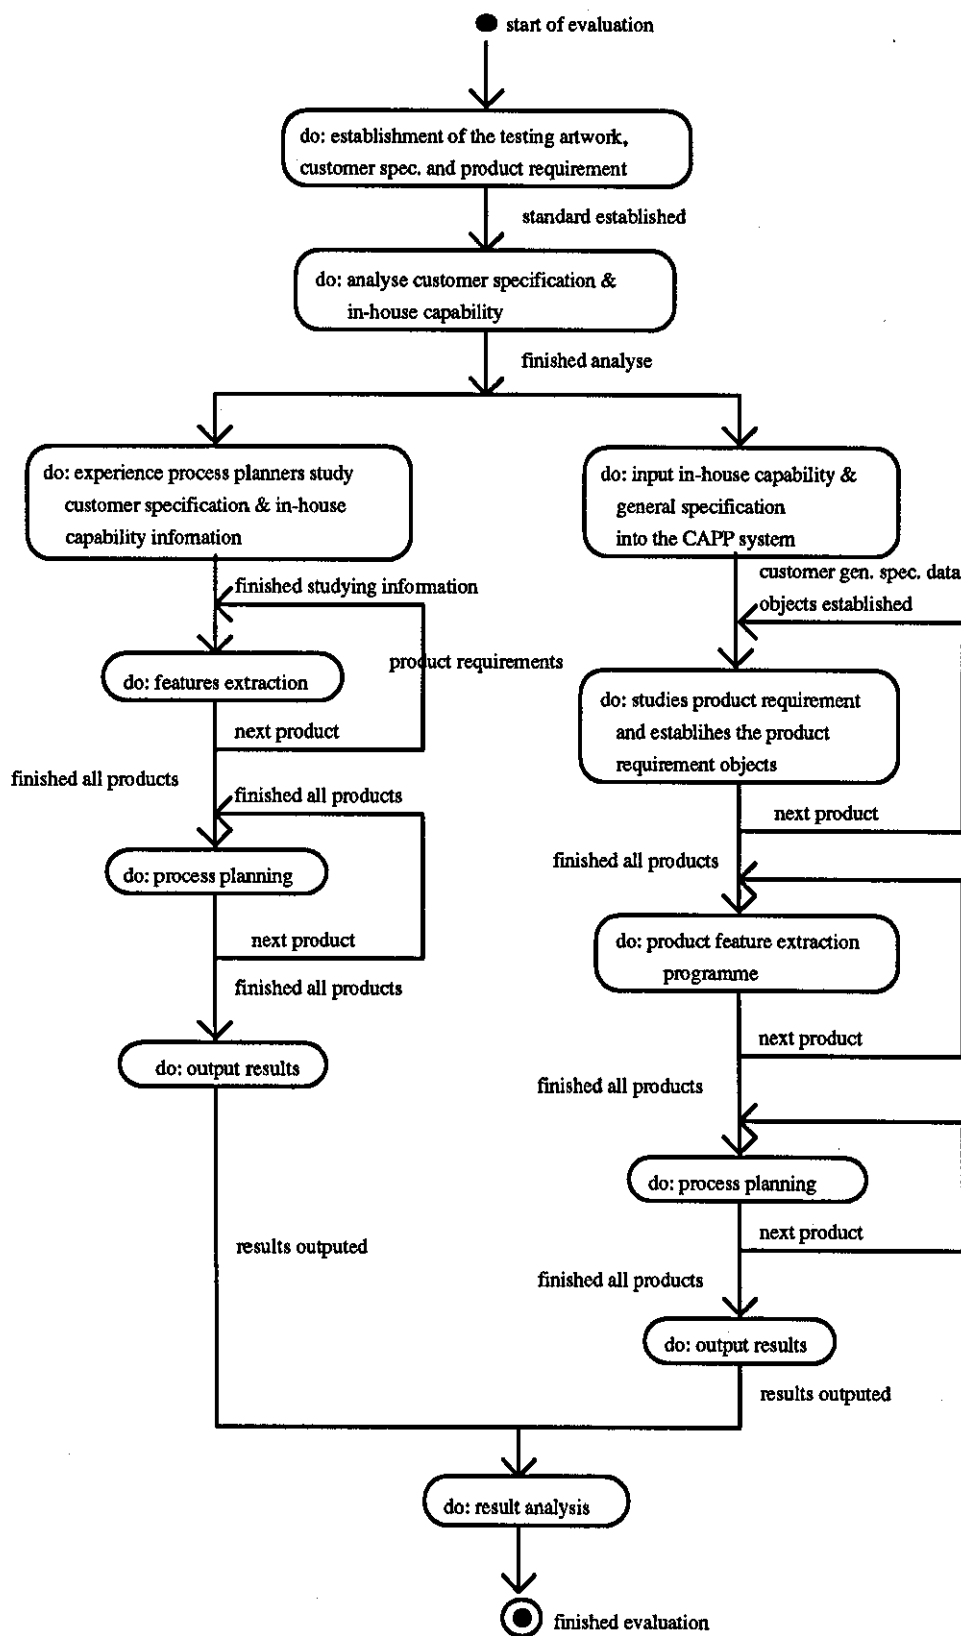 start of evaluation
do: establishment of the testing artwork,
customer spec. and product requirement
standard established
do: analyse customer specification &
in-house capability
finished analyse
do: experience process planners study
customer specification & in-house
capability infomation
finished studying information
product requirements
do: features extraction
next product
finished all products
finished all products
do: process planning
next product
finished all products
do: output results
results outputed
do: input in-house capability &
general specification
into the CAPP system
customer gen. spec. data
objects established
do: studies product requirement
and establihes the product
requirement objects
next product
finished all products
do: product feature extraction
programme
next product
finished all products
do: process planning
next product
finished all products
do: output results
results outputed
do: result analysis
finished evaluation